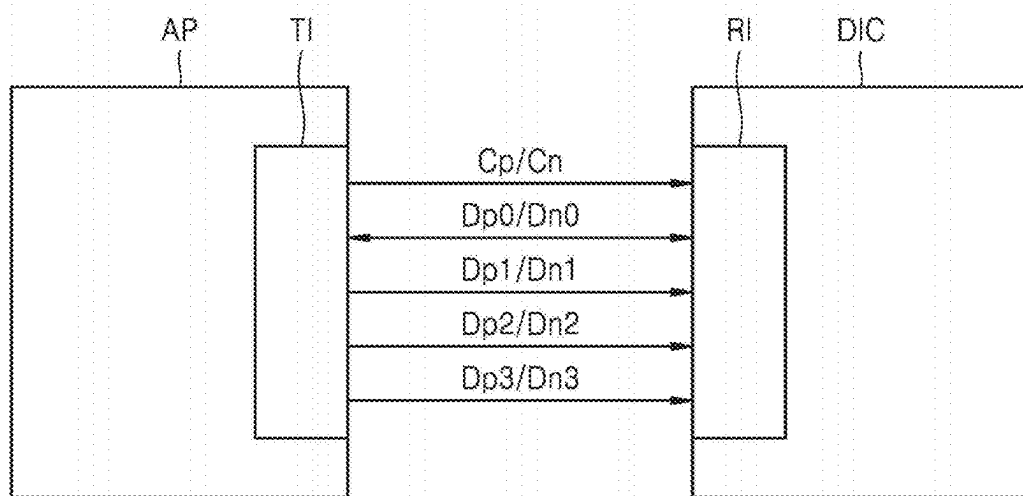 AP TI RI DIC
Cp/Cn
Dp0/Dn0
Dp1/Dn1
Dp2/Dn2
Dp3/Dn3